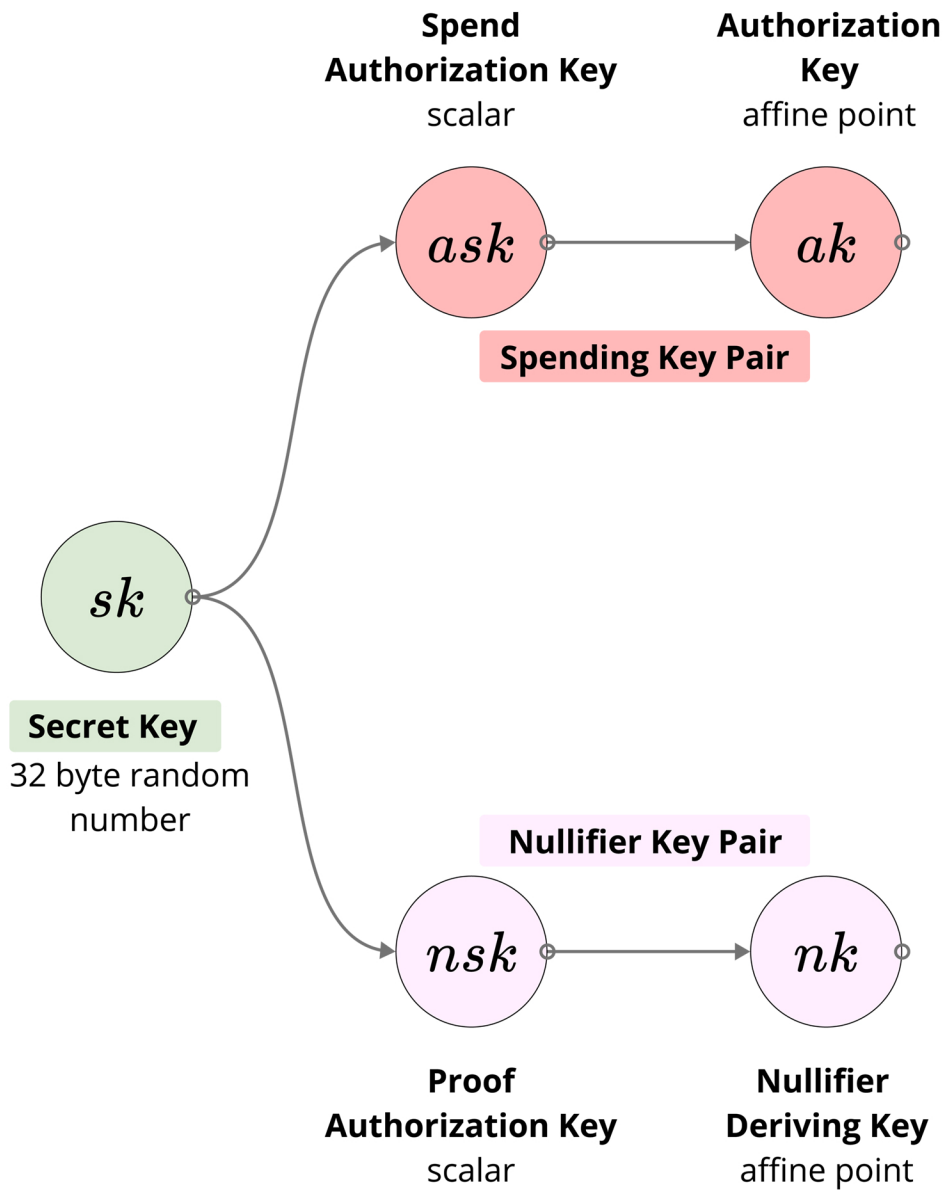 Spend
Authorization Key
scalar
Authorization
Key
affine point
ask
ak
Spending Key Pair
sk
Secret Key
32 byte random
number
Nullifier Key Pair
nsk
nk
Proof
Authorization Key
scalar
Nullifier
Deriving Key
affine point